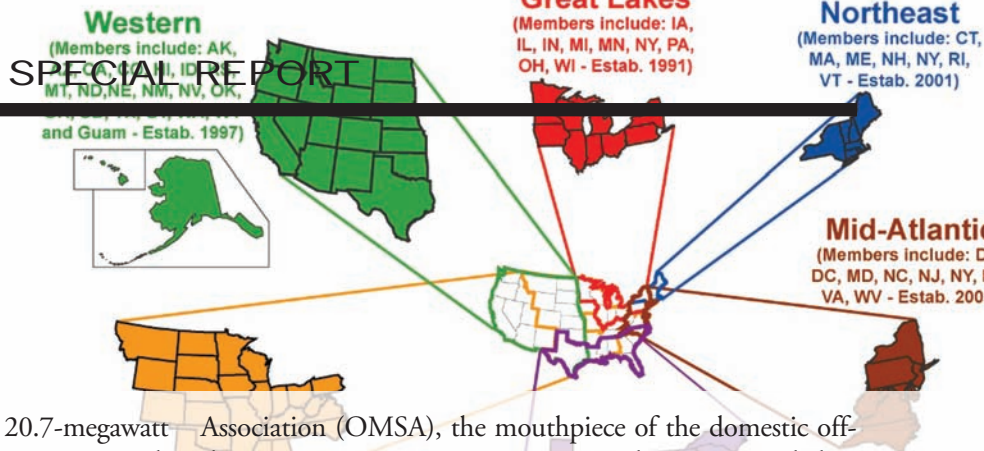 Western
(Members include: AK,
MT, ND,NE, NM, NV, OK,
and Guam - Estab. 1997)
SPECIAL REPORT
Great Lakes
(Members include: IA,
IL, IN, MI, MN, NY, PA,
OH, WI - Estab. 1991)
Northeast
(Members include: CT,
MA, ME, NH, NY, RI,
VT - Estab. 2001)
Mid-Atlantic
(Members include:
DC, MD, NC, NJ, NY,
VA, WV - Estab.
20.7-megawatt Association (OMSA), the mouthpiece of the domestic off-